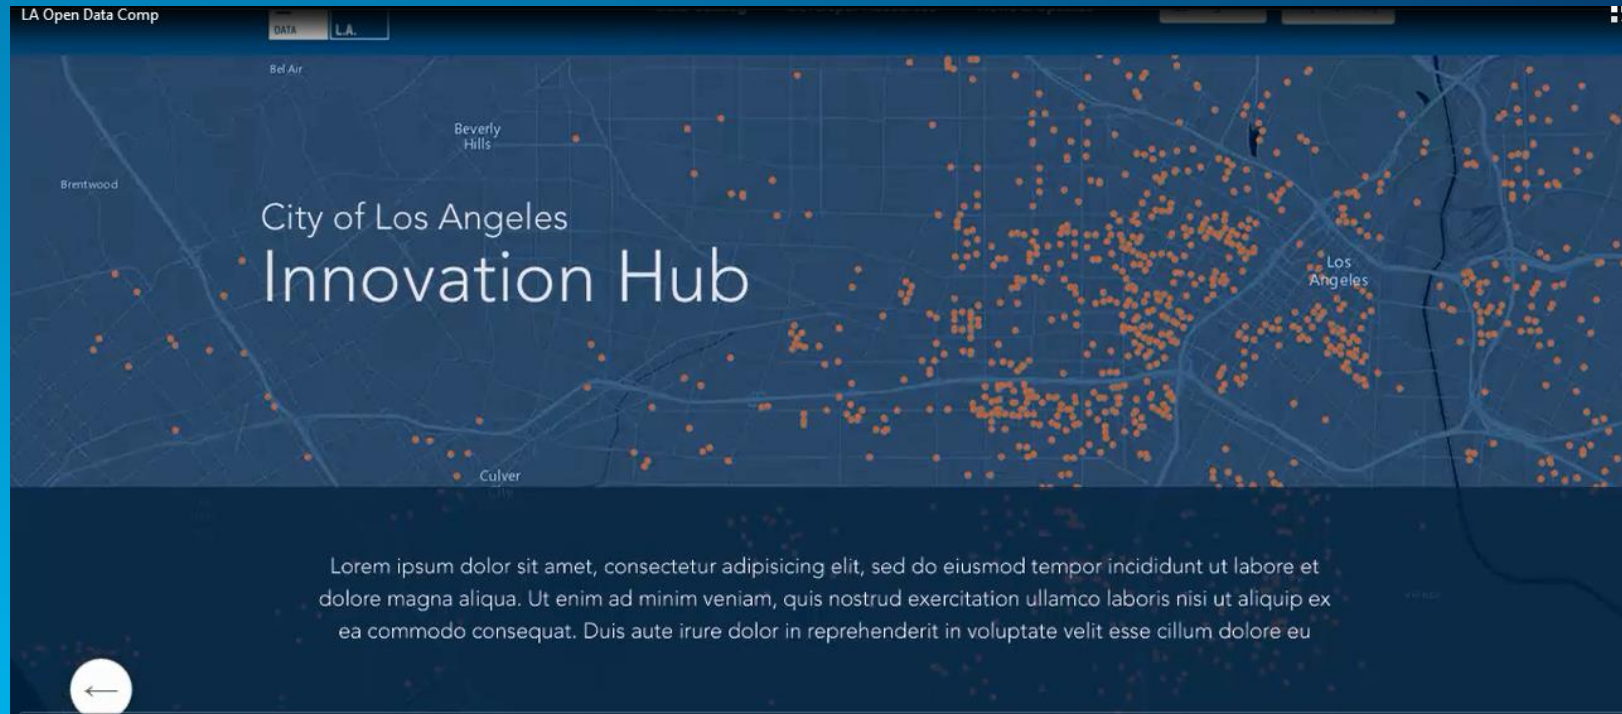 LA Open Data Comp
DATA
L.A.
Bel Air
Beverly
Hills
Brentwood
City of Los Angeles
Innovation Hub
Los
Angeles
Culver
City
Lorem ipsum dolor sit amet, consectetur adipisicing elit, sed do eiusmod tempor incididunt ut labore et
dolore magna aliqua. Ut enim ad minim veniam, quis nostrud exercitation ullamco laboris nisi ut aliquip ex
ea commodo consequat. Duis aute irure dolor in reprehenderit in voluptate velit esse cillum dolore eu